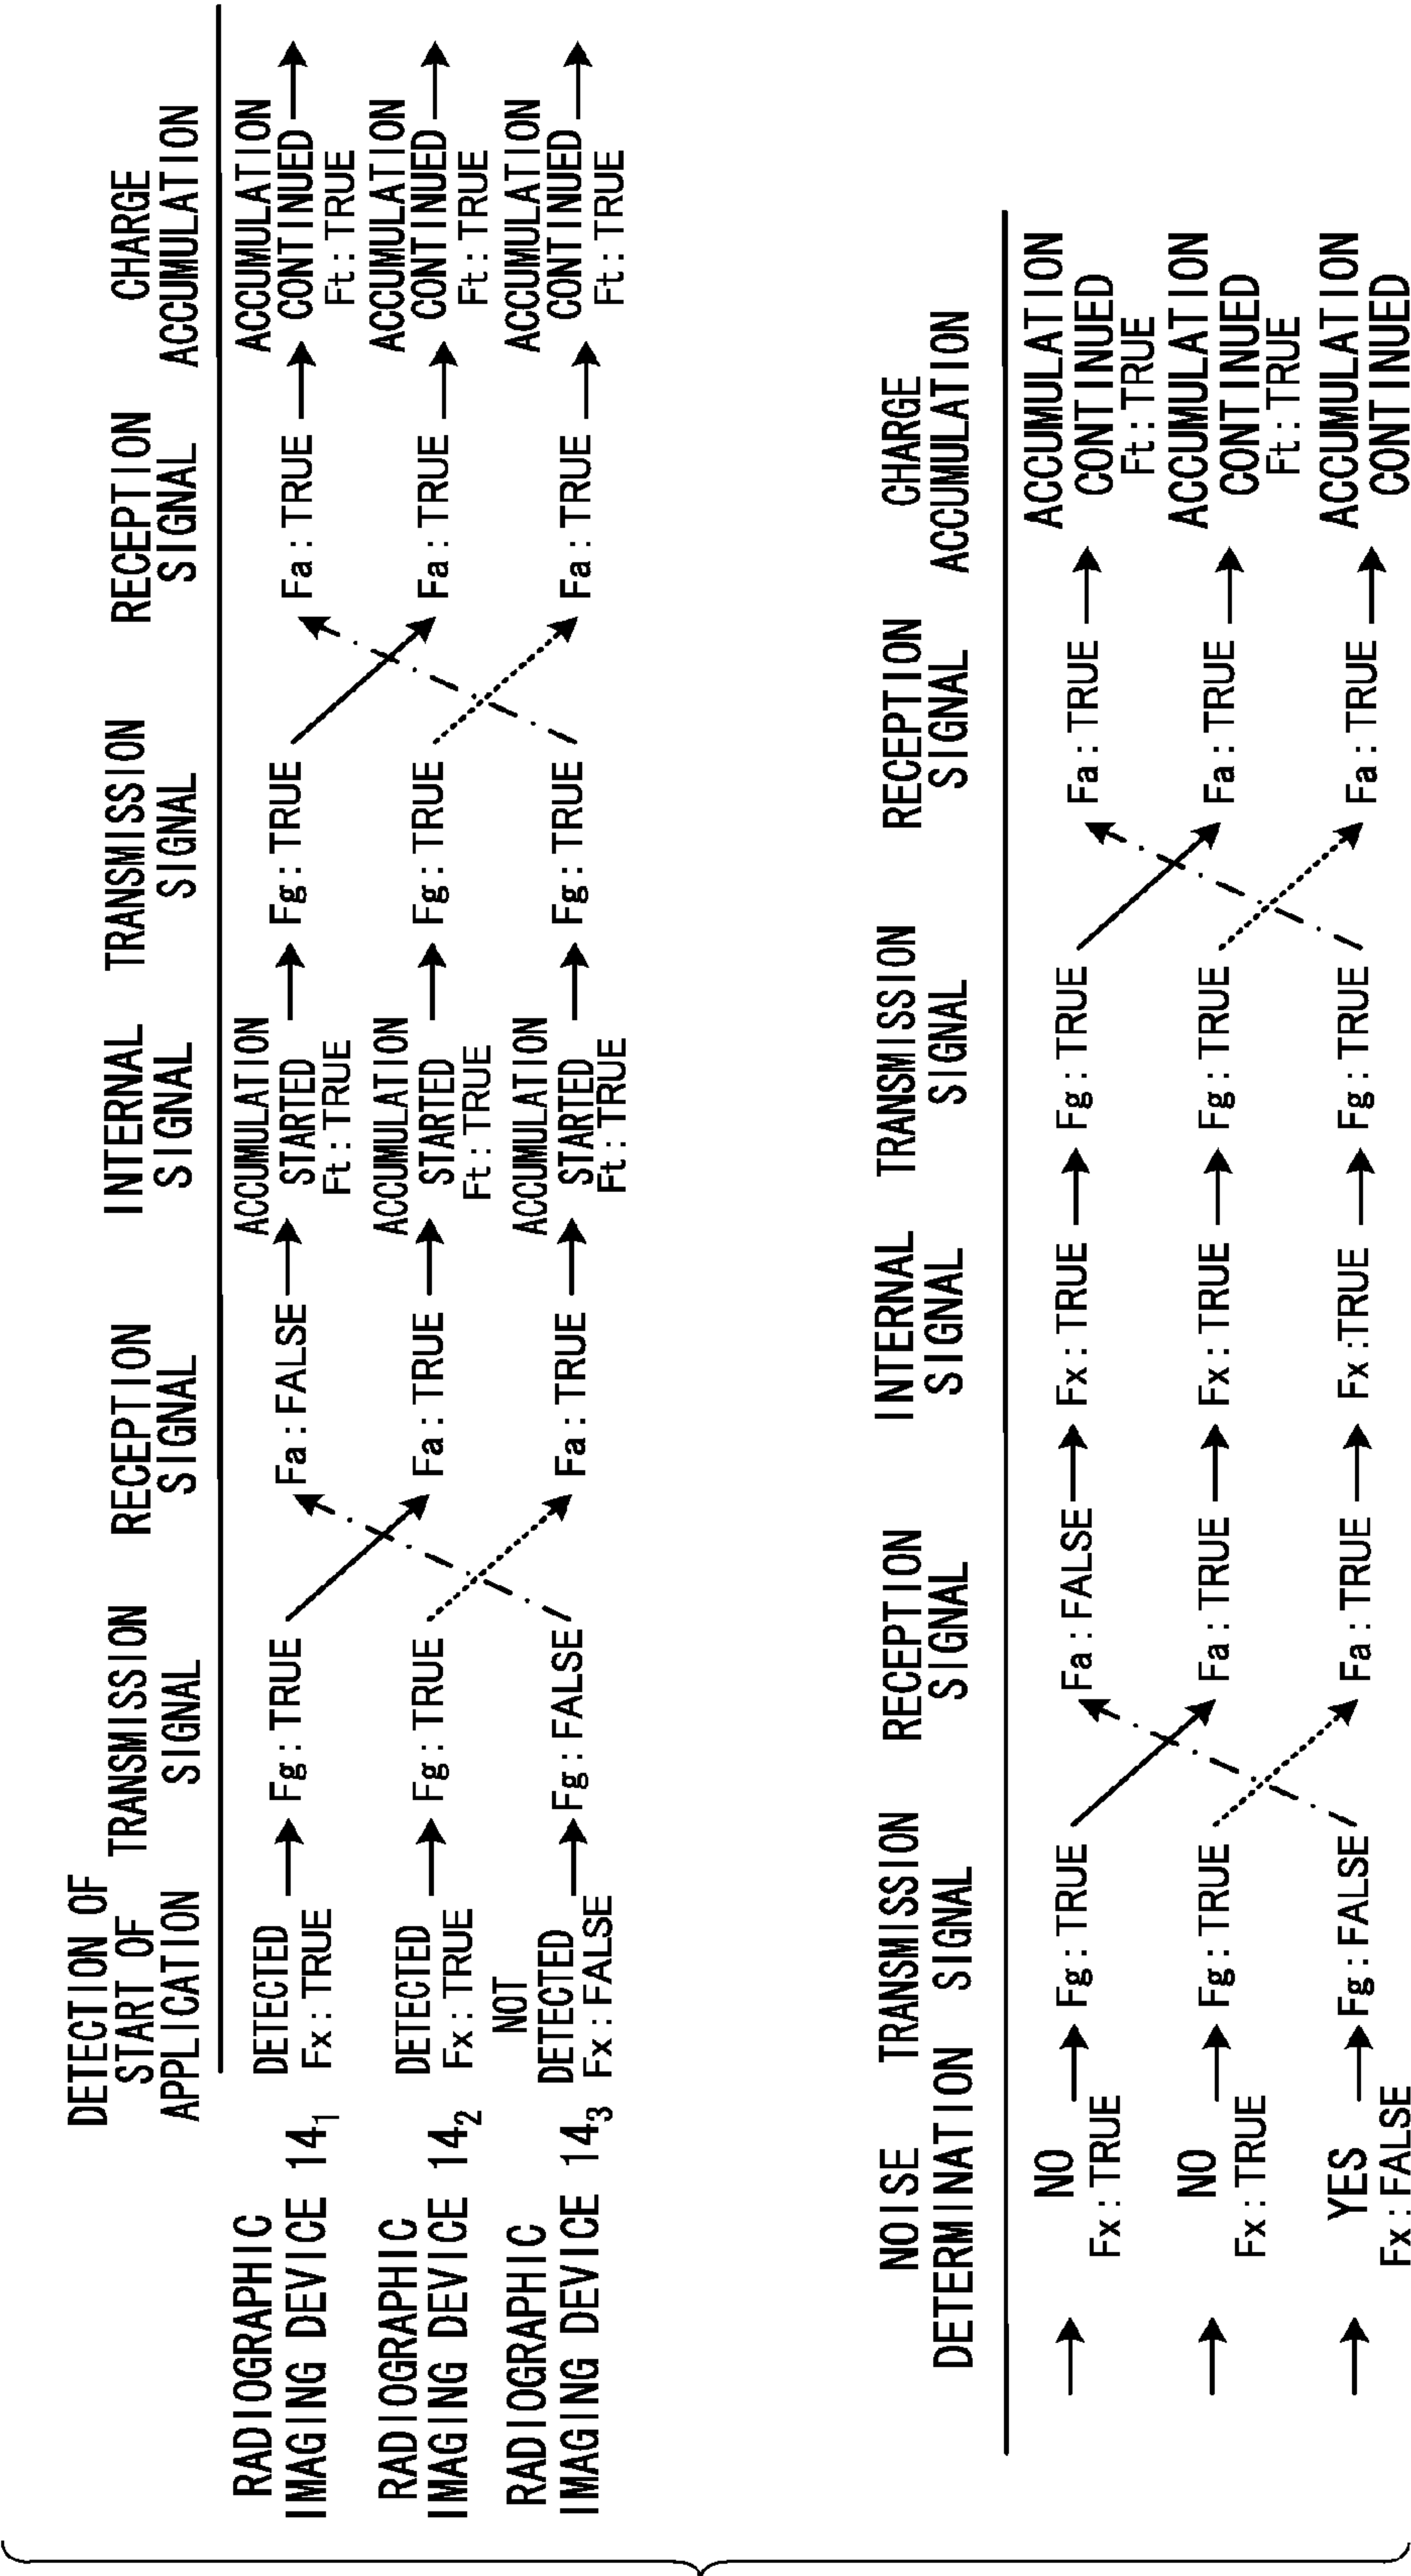 DETECTION OF
START OF
APPLICATION
TRANSMISSION
SIGNAL
RECEPTION
SIGNAL
INTERNAL
SIGNAL
TRANSMISSION
SIGNAL
RECEPTION
SIGNAL
CHARGE
ACCUMULATION
RADIOGRAPHIC
IMAGING DEVICE 14₁
DETECTED
Fx:TRUE
Fg:TRUE
Fa:FALSE
ACCUMULATION
STARTED
Ft:TRUE
Fg:TRUE
Fa:TRUE
ACCUMULATION
CONTINUED
Ft:TRUE
RADIOGRAPHIC
IMAGING DEVICE 14₂
DETECTED
Fx:TRUE
Fg:TRUE
Fa:TRUE
ACCUMULATION
STARTED
Ft:TRUE
Fg:TRUE
Fa:TRUE
ACCUMULATION
CONTINUED
Ft:TRUE
RADIOGRAPHIC
IMAGING DEVICE 14₃
NOT
DETECTED
Fx:FALSE
Fg:FALSE
Fa:TRUE
ACCUMULATION
STARTED
Ft:TRUE
Fg:TRUE
Fa:TRUE
ACCUMULATION
CONTINUED
Ft:TRUE
NOISE
DETERMINATION
TRANSMISSION
SIGNAL
RECEPTION
SIGNAL
INTERNAL
SIGNAL
TRANSMISSION
SIGNAL
RECEPTION
SIGNAL
CHARGE
ACCUMULATION
NO
Fx:TRUE
Fg:TRUE
Fa:FALSE
Fx:TRUE
Fg:TRUE
Fa:TRUE
ACCUMULATION
CONTINUED
Ft:TRUE
NO
Fx:TRUE
Fg:TRUE
Fa:TRUE
Fx:TRUE
Fg:TRUE
Fa:TRUE
ACCUMULATION
CONTINUED
Ft:TRUE
YES
Fx:FALSE
Fg:FALSE
Fa:TRUE
Fx:TRUE
Fg:TRUE
Fa:TRUE
ACCUMULATION
CONTINUED